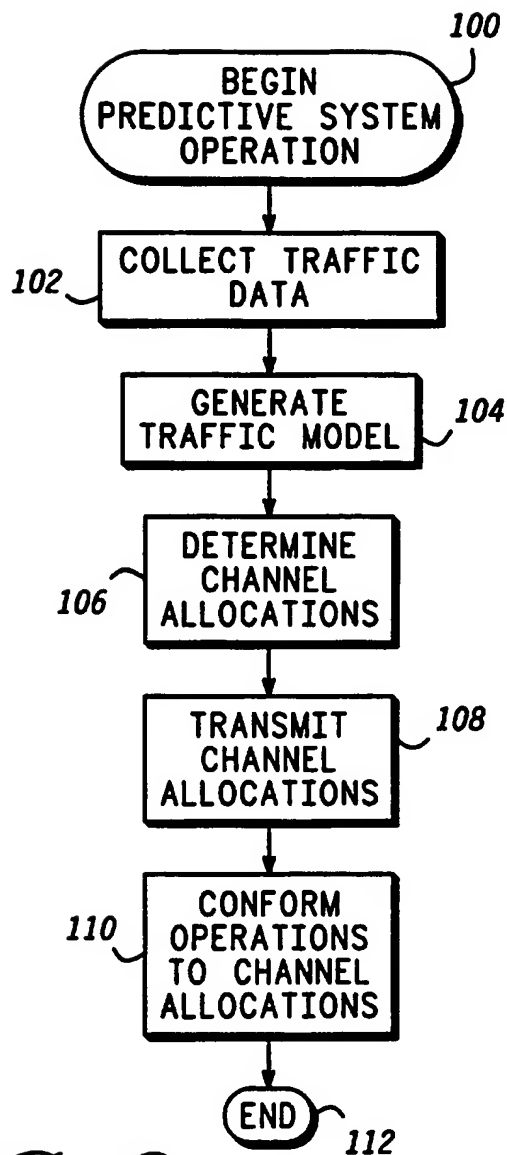 100
BEGIN
PREDICTIVE SYSTEM
OPERATION
102
COLLECT TRAFFIC
DATA
GENERATE
TRAFFIC MODEL
104
DETERMINE
CHANNEL
ALLOCATIONS
106
TRANSMIT
CHANNEL
ALLOCATIONS
108
CONFORM
OPERATIONS
TO CHANNEL
ALLOCATIONS
110
END
112